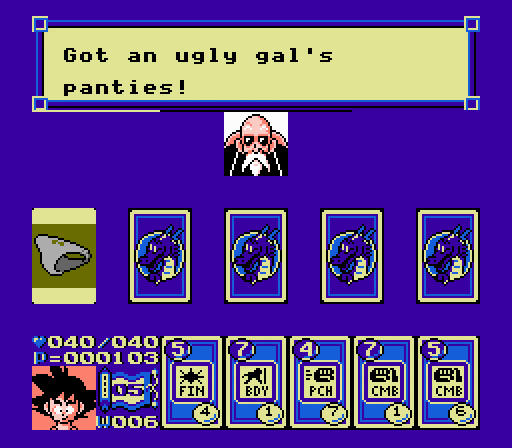 Got an ugly gal's
panties!
040/040
P=000103
05
W006
5 7 4 7 5
FIN BDY PCH CMB CMB
4 1 7 1 6